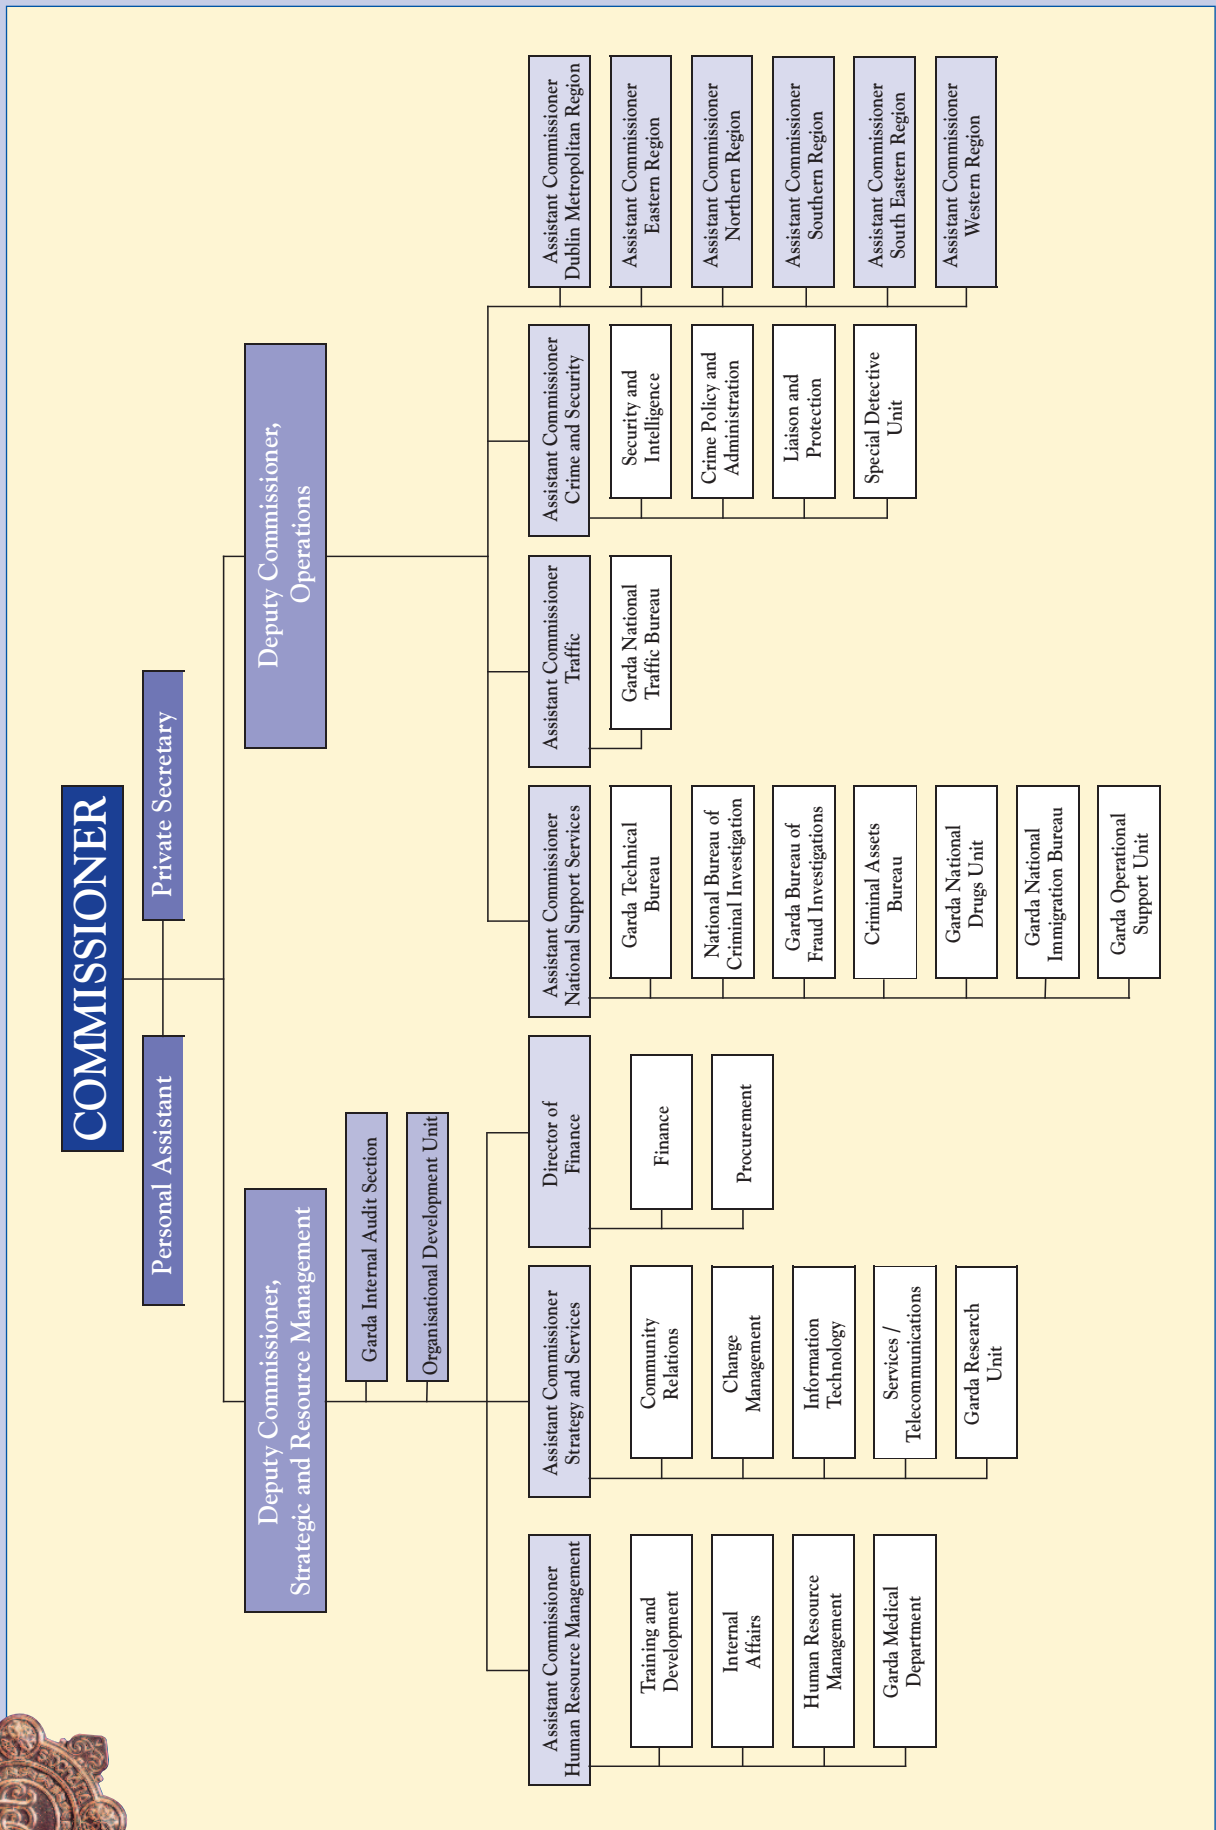 COMMISSIONER
Personal Assistant
Private Secretary
Deputy Commissioner,
Strategic and Resource Management
Deputy Commissioner,
Operations
Garda Internal Audit Section
Organisational Development Unit
Assistant Commissioner
Human Resource Management
Training and
Development
Internal
Affairs
Human Resource
Management
Garda Medical
Department
Assistant Commissioner
Strategy and Services
Community
Relations
Change
Management
Information
Technology
Services /
Telecommunications
Garda Research
Unit
Director of
Finance
Finance
Procurement
Assistant Commissioner
National Support Services
Garda Technical
Bureau
National Bureau of
Criminal Investigation
Garda Bureau of
Fraud Investigations
Criminal Assets
Bureau
Garda National
Drugs Unit
Garda National
Immigration Bureau
Garda Operational
Support Unit
Assistant Commissioner
Traffic
Garda National
Traffic Bureau
Assistant Commissioner
Crime and Security
Security and
Intelligence
Crime Policy and
Administration
Liaison and
Protection
Special Detective
Unit
Assistant Commissioner
Dublin Metropolitan Region
Assistant Commissioner
Eastern Region
Assistant Commissioner
Northern Region
Assistant Commissioner
Southern Region
Assistant Commissioner
South Eastern Region
Assistant Commissioner
Western Region